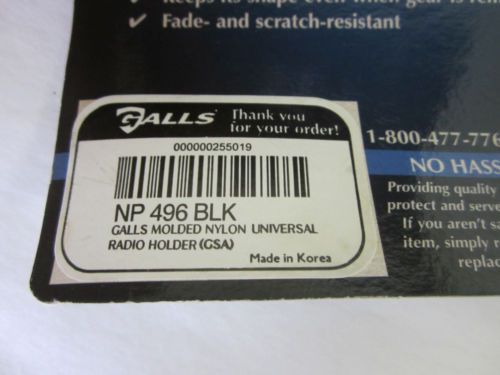 its shape even when gear is
✔ Fade- and scratch-resistant
GALLS® Thank you
for your order!
000000255019
NP 496 BLK
GALLS MOLDED NYLON UNIVERSAL
RADIO HOLDER (GSA)
Made in Korea
1-800-477-776
NO HASS
Providing quality
protect and serve
If you aren't sa
item, simply r
replac